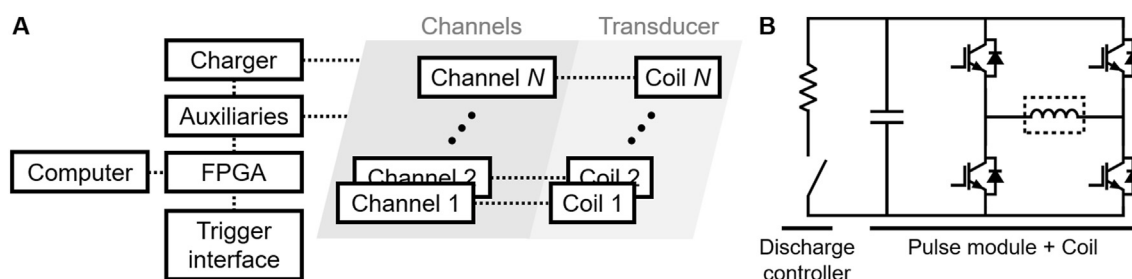 A
Channels
Transducer
B
Charger
Channel N
Coil N
Auxiliaries
Computer
FPGA
Channel 2
Coil 2
Channel 1
Coil 1
Trigger
interface
Discharge
controller
Pulse module + Coil